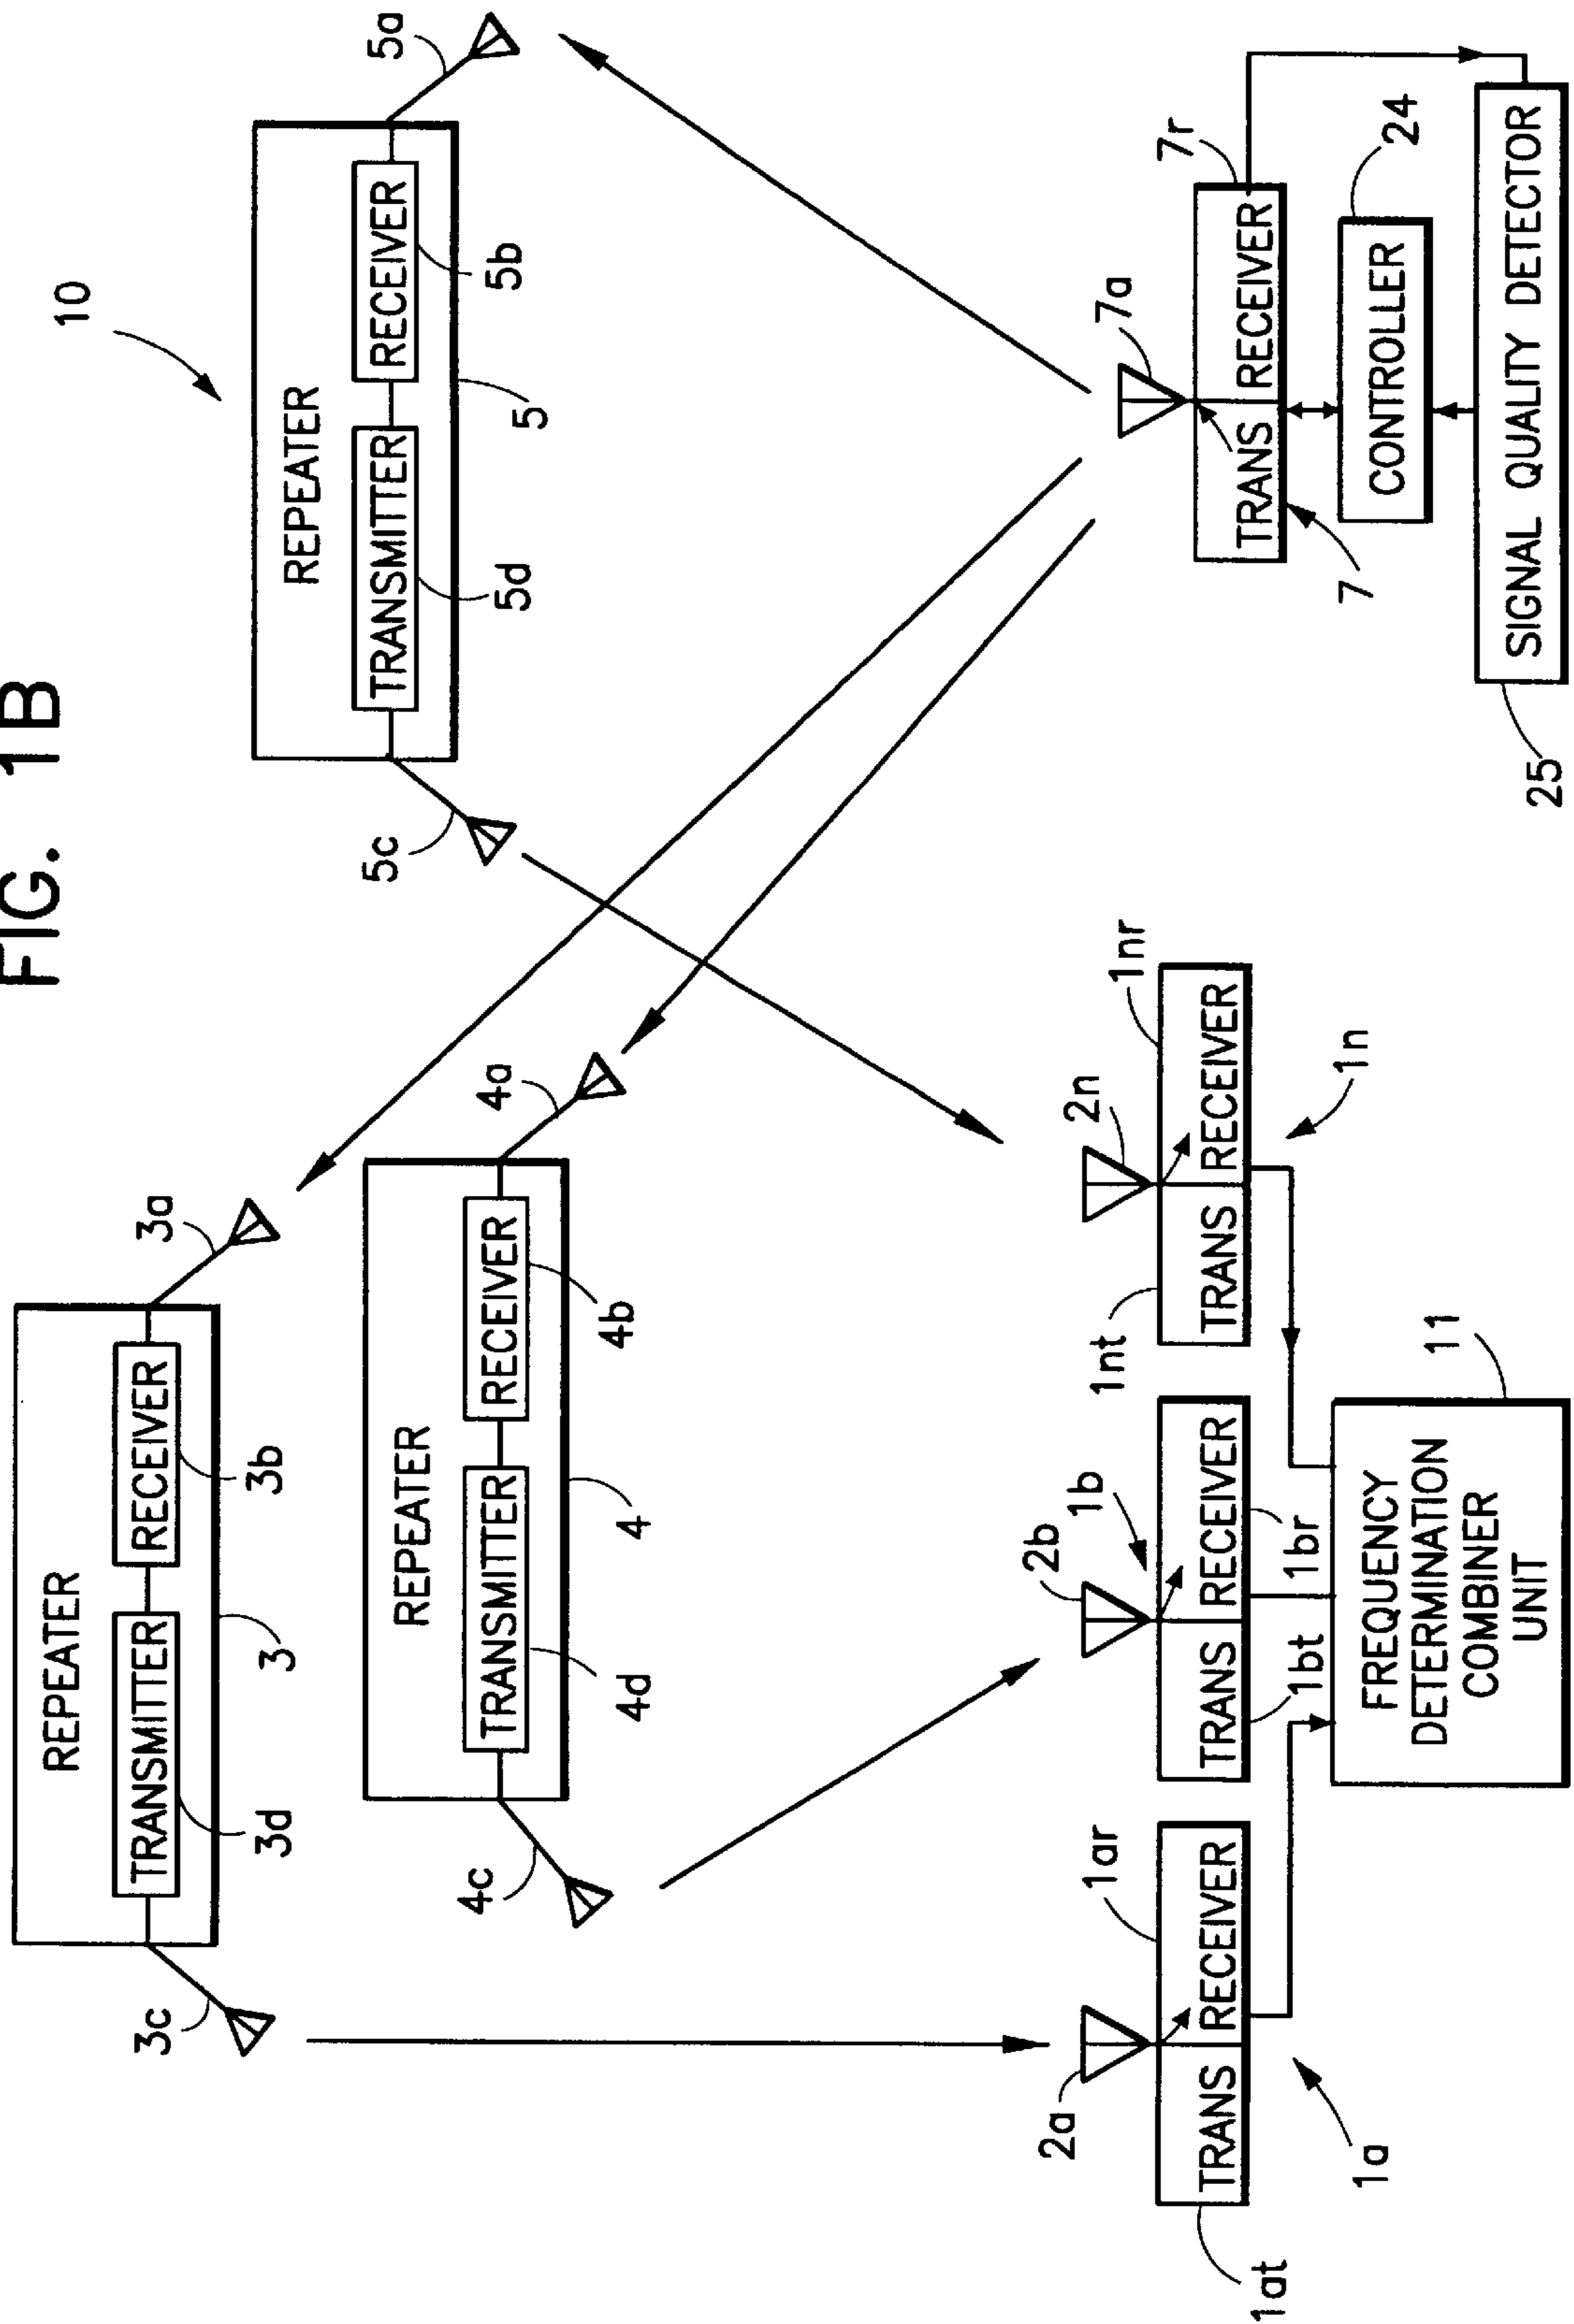 FIG. 1B
10
REPEATER
TRANSMITTER
RECEIVER
3
3a
3b
3c
3d
REPEATER
TRANSMITTER
RECEIVER
4
4a
4b
4c
4d
REPEATER
TRANSMITTER
RECEIVER
5
5a
5b
5c
5d
2a
TRANS
RECEIVER
1at
1ar
1a
2b
1b
TRANS
RECEIVER
1bt
1br
2n
TRANS
RECEIVER
1nt
1nr
1n
FREQUENCY
DETERMINATION
COMBINER
UNIT
11
7a
TRANS
RECEIVER
7r
7
CONTROLLER
24
SIGNAL QUALITY DETECTOR
25